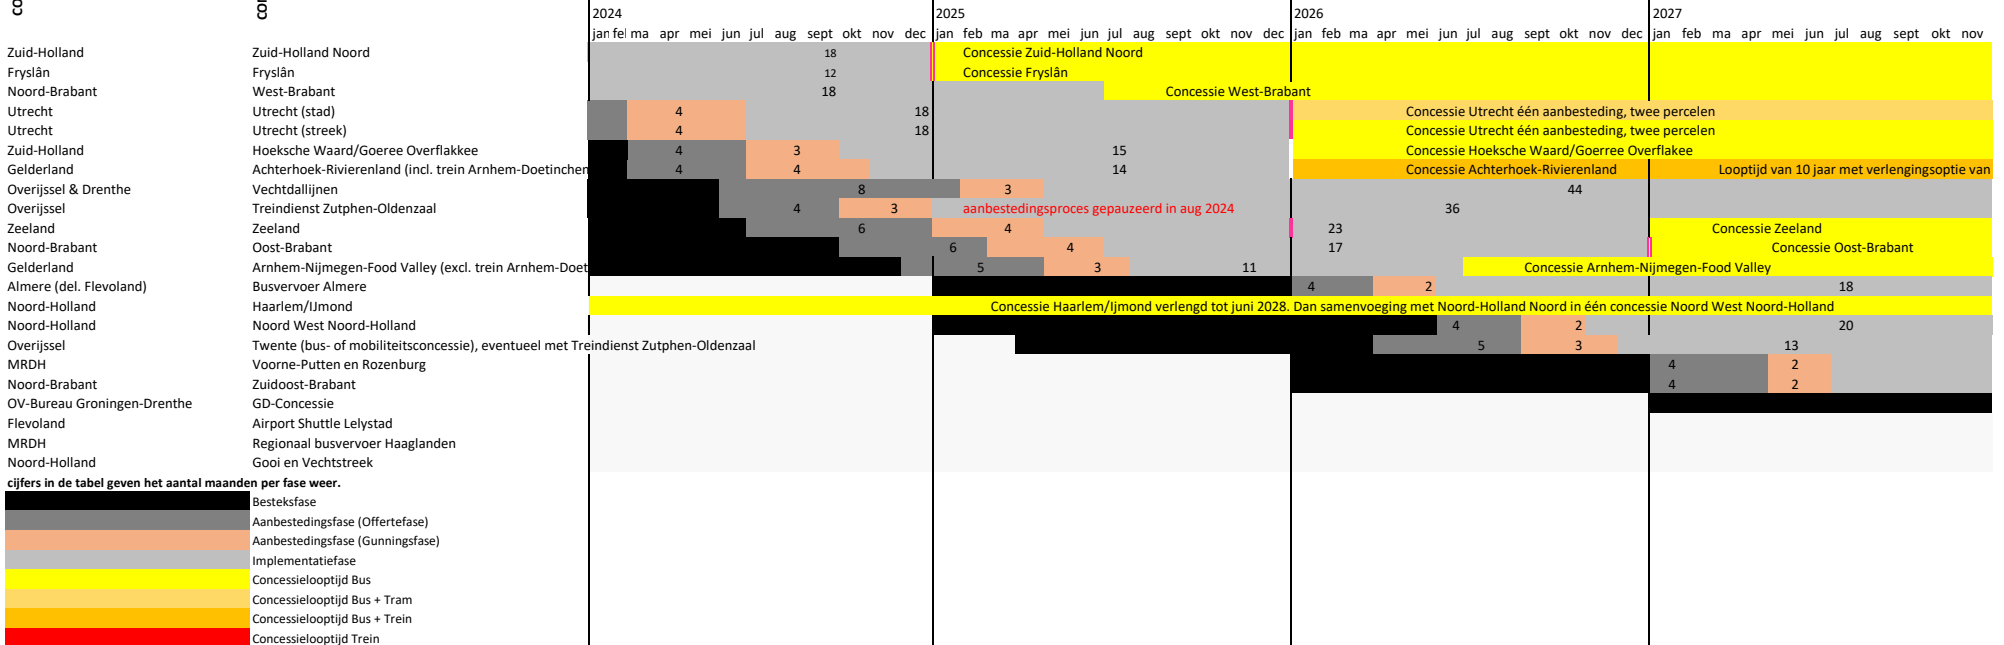 2024 2025 2026 2027
jan fel ma apr mei jun jul aug sept okt nov dec jan feb ma apr mei jun jul aug sept okt nov dec jan feb ma apr mei jun jul aug sept okt nov dec jan feb ma apr mei jun jul aug sept okt nov
Zuid-Holland Zuid-Holland Noord 18 Concessie Zuid-Holland Noord
Fryslân Fryslân 12 Concessie Fryslân
Noord-Brabant West-Brabant 18 Concessie West-Brabant
Utrecht Utrecht (stad) 4 18 Concessie Utrecht één aanbesteding, twee percelen
Utrecht Utrecht (streek) 4 18 Concessie Utrecht één aanbesteding, twee percelen
Zuid-Holland Hoeksche Waard/Goeree Overflakkee 4 3 15 Concessie Hoeksche Waard/Goerree Overflakee
Gelderland Achterhoek-Rivierenland (incl. trein Arnhem-Doetinchen 4 4 14 Concessie Achterhoek-Rivierenland Looptijd van 10 jaar met verlengingsoptie van
Overijssel & Drenthe Vechtdallijnen 8 3 44
Overijssel Treindienst Zutphen-Oldenzaal 4 3 aanbestedingsproces gepauzeerd in aug 2024 36
Zeeland Zeeland 6 4 23 Concessie Zeeland
Noord-Brabant Oost-Brabant 6 4 17 Concessie Oost-Brabant
Gelderland Arnhem-Nijmegen-Food Valley (excl. trein Arnhem-Doet 5 3 11 Concessie Arnhem-Nijmegen-Food Valley
Almere (del. Flevoland) Busvervoer Almere 4 2 18
Noord-Holland Haarlem/IJmond Concessie Haarlem/Ijmond verlengd tot juni 2028. Dan samenvoeging met Noord-Holland Noord in één concessie Noord West Noord-Holland
Noord-Holland Noord West Noord-Holland 4 2 20
Overijssel Twente (bus- of mobiliteitsconcessie), eventueel met Treindienst Zutphen-Oldenzaal 5 3 13
MRDH Voorne-Putten en Rozenburg 4 2
Noord-Brabant Zuidoost-Brabant 4 2
OV-Bureau Groningen-Drenthe GD-Concessie
Flevoland Airport Shuttle Lelystad
MRDH Regionaal busvervoer Haaglanden
Noord-Holland Gooi en Vechtstreek
cijfers in de tabel geven het aantal maanden per fase weer.
Besteksfase
Aanbestedingsfase (Offertefase)
Aanbestedingsfase (Gunningsfase)
Implementatiefase
Concessielooptijd Bus
Concessielooptijd Bus + Tram
Concessielooptijd Bus + Trein
Concessielooptijd Trein